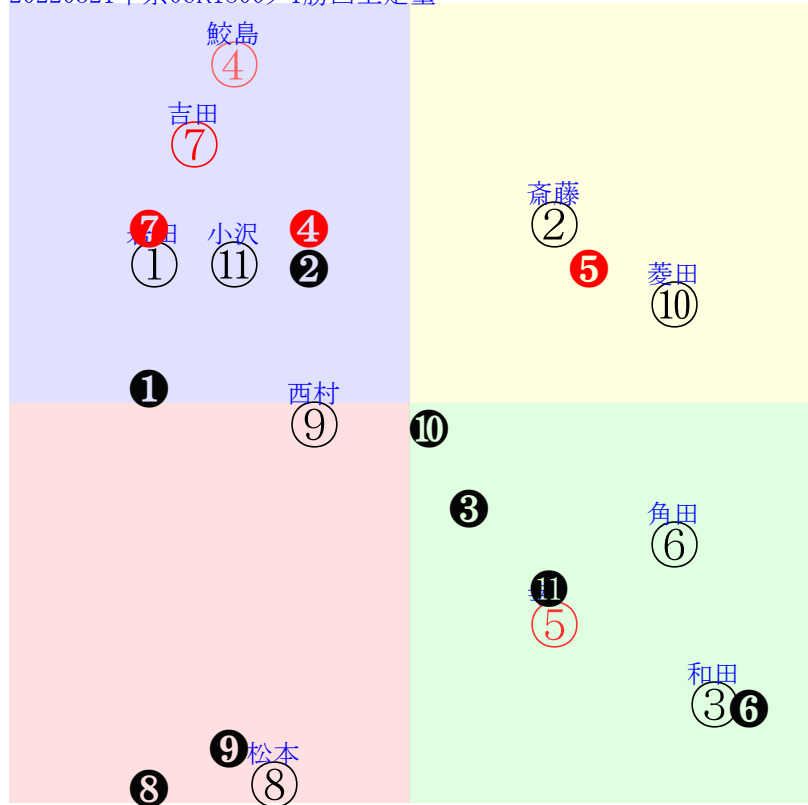 鮫島
④
吉田
⑦
斎藤
②
❼
小沢
❹
①
⑪
❷
❺
菱田
⑩
❶
西村
⑨
❿
❸
角田
⑥
⓫
⑤
和田
③
❻
❾
松本
⑧
❽